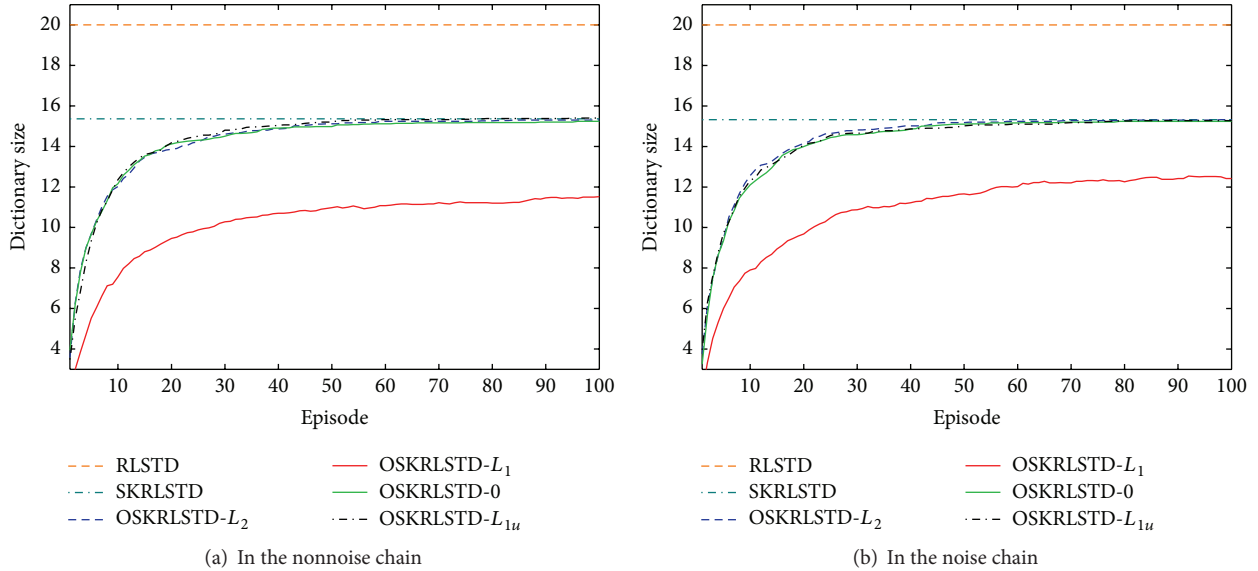 20
18
16
14
12
10
8
6
4
Dictionary size
10 20 30 40 50 60 70 80 90 100
Episode
RLSTD
SKRLSTD
OSKRLSTD-L₂
OSKRLSTD-L₁
OSKRLSTD-0
OSKRLSTD-L₁ᵤ
(a) In the nonnoise chain
20
18
16
14
12
10
8
6
4
Dictionary size
10 20 30 40 50 60 70 80 90 100
Episode
RLSTD
SKRLSTD
OSKRLSTD-L₂
OSKRLSTD-L₁
OSKRLSTD-0
OSKRLSTD-L₁ᵤ
(b) In the noise chain